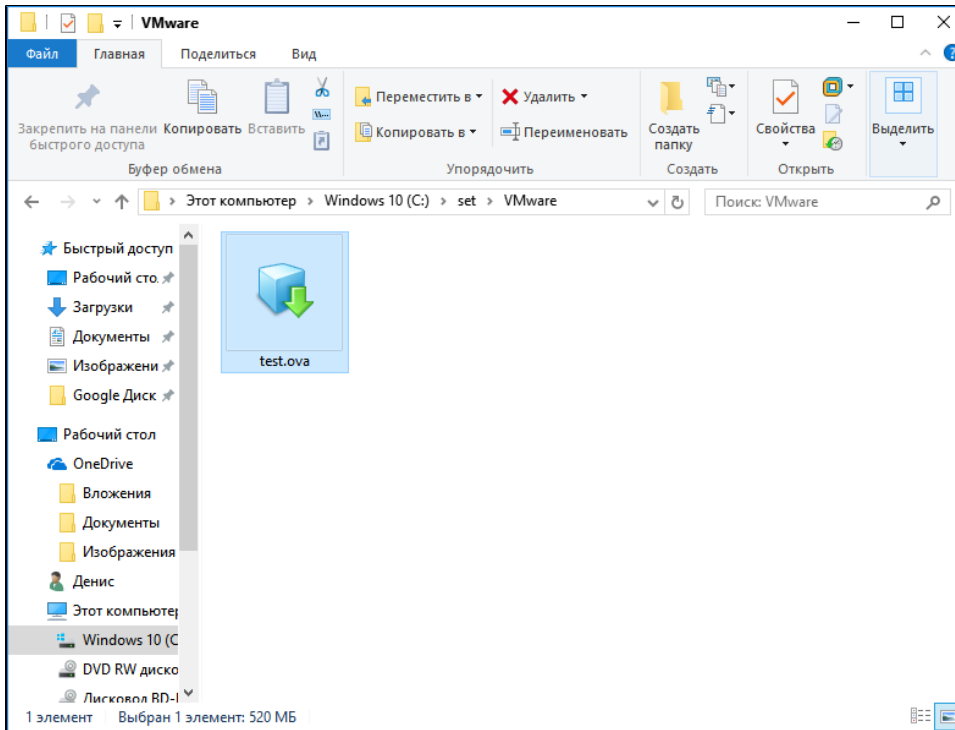 VMware
Файл Главная Поделиться Вид
Закрепить на панели быстрого доступа
Копировать
Вставить
W...
Буфер обмена
Переместить в
Копировать в
Удалить
Переименовать
Упорядочить
Создать папку
Создать
Свойства
Открыть
Выделить
Этот компьютер > Windows 10 (C:) > set > VMware
Поиск: VMware
Быстрый доступ
Рабочий сто.
Загрузки
Документы
Изображени
Google Диск
Рабочий стол
OneDrive
Вложения
Документы
Изображения
Денис
Этот компьютер
Windows 10 (C
DVD RW диско
Дисковод BD-
test.ova
1 элемент Выбран 1 элемент: 520 МБ